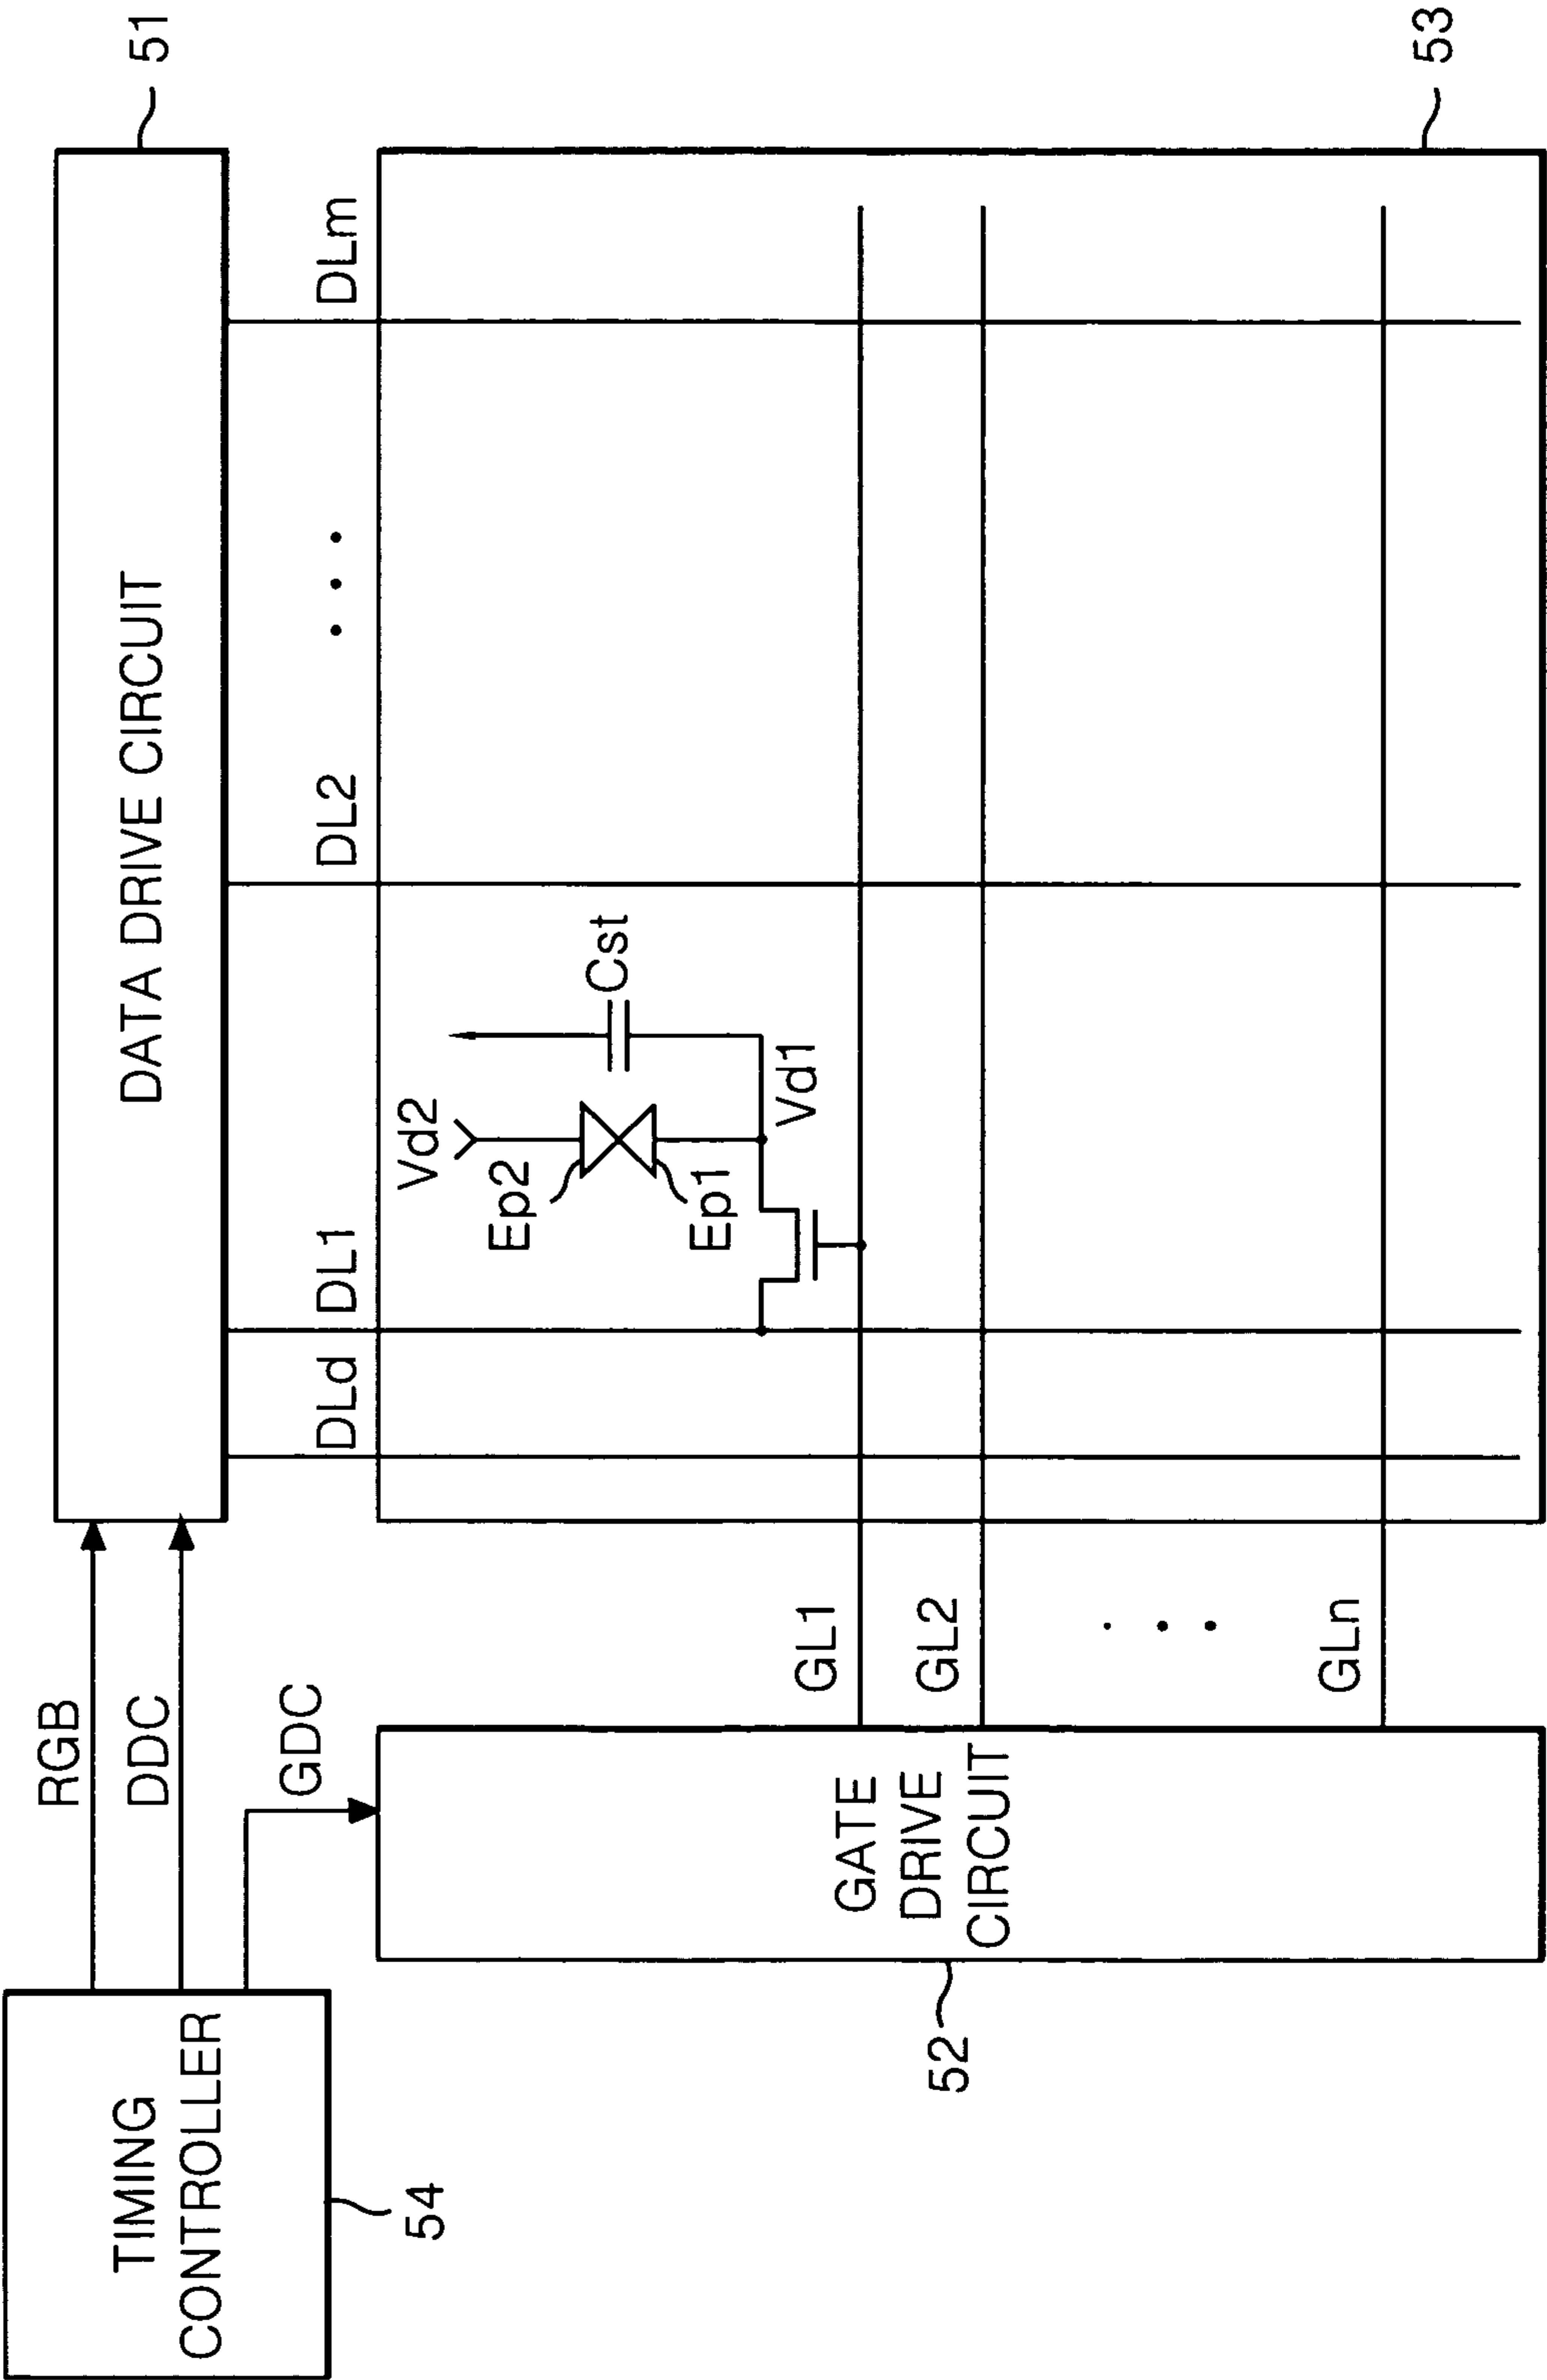 TIMING
CONTROLLER
54
RGB
DDC
GDC
DATA DRIVE CIRCUIT
51
DLd
DL1
DL2
• • •
DLm
Vd2
Ep2
Ep1
Cst
Vd1
GATE
DRIVE
CIRCUIT
52
GL1
GL2
GLn
53